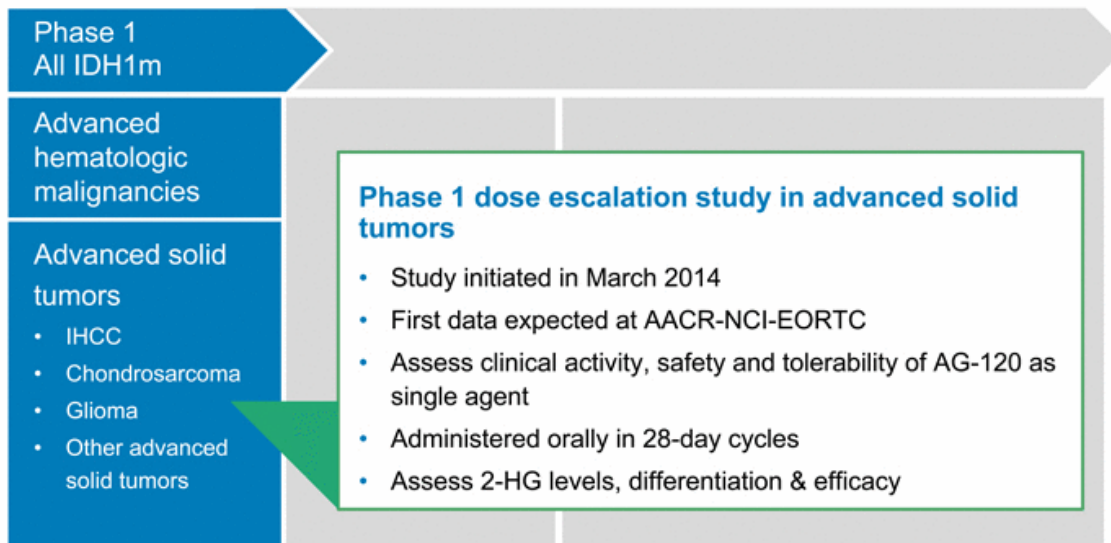 Phase 1
All IDH1m
Advanced
hematologic
malignancies
Advanced solid
tumors
• IHCC
• Chondrosarcoma
• Glioma
• Other advanced
solid tumors
Phase 1 dose escalation study in advanced solid
tumors
• Study initiated in March 2014
• First data expected at AACR-NCI-EORTC
• Assess clinical activity, safety and tolerability of AG-120 as
single agent
• Administered orally in 28-day cycles
• Assess 2-HG levels, differentiation & efficacy